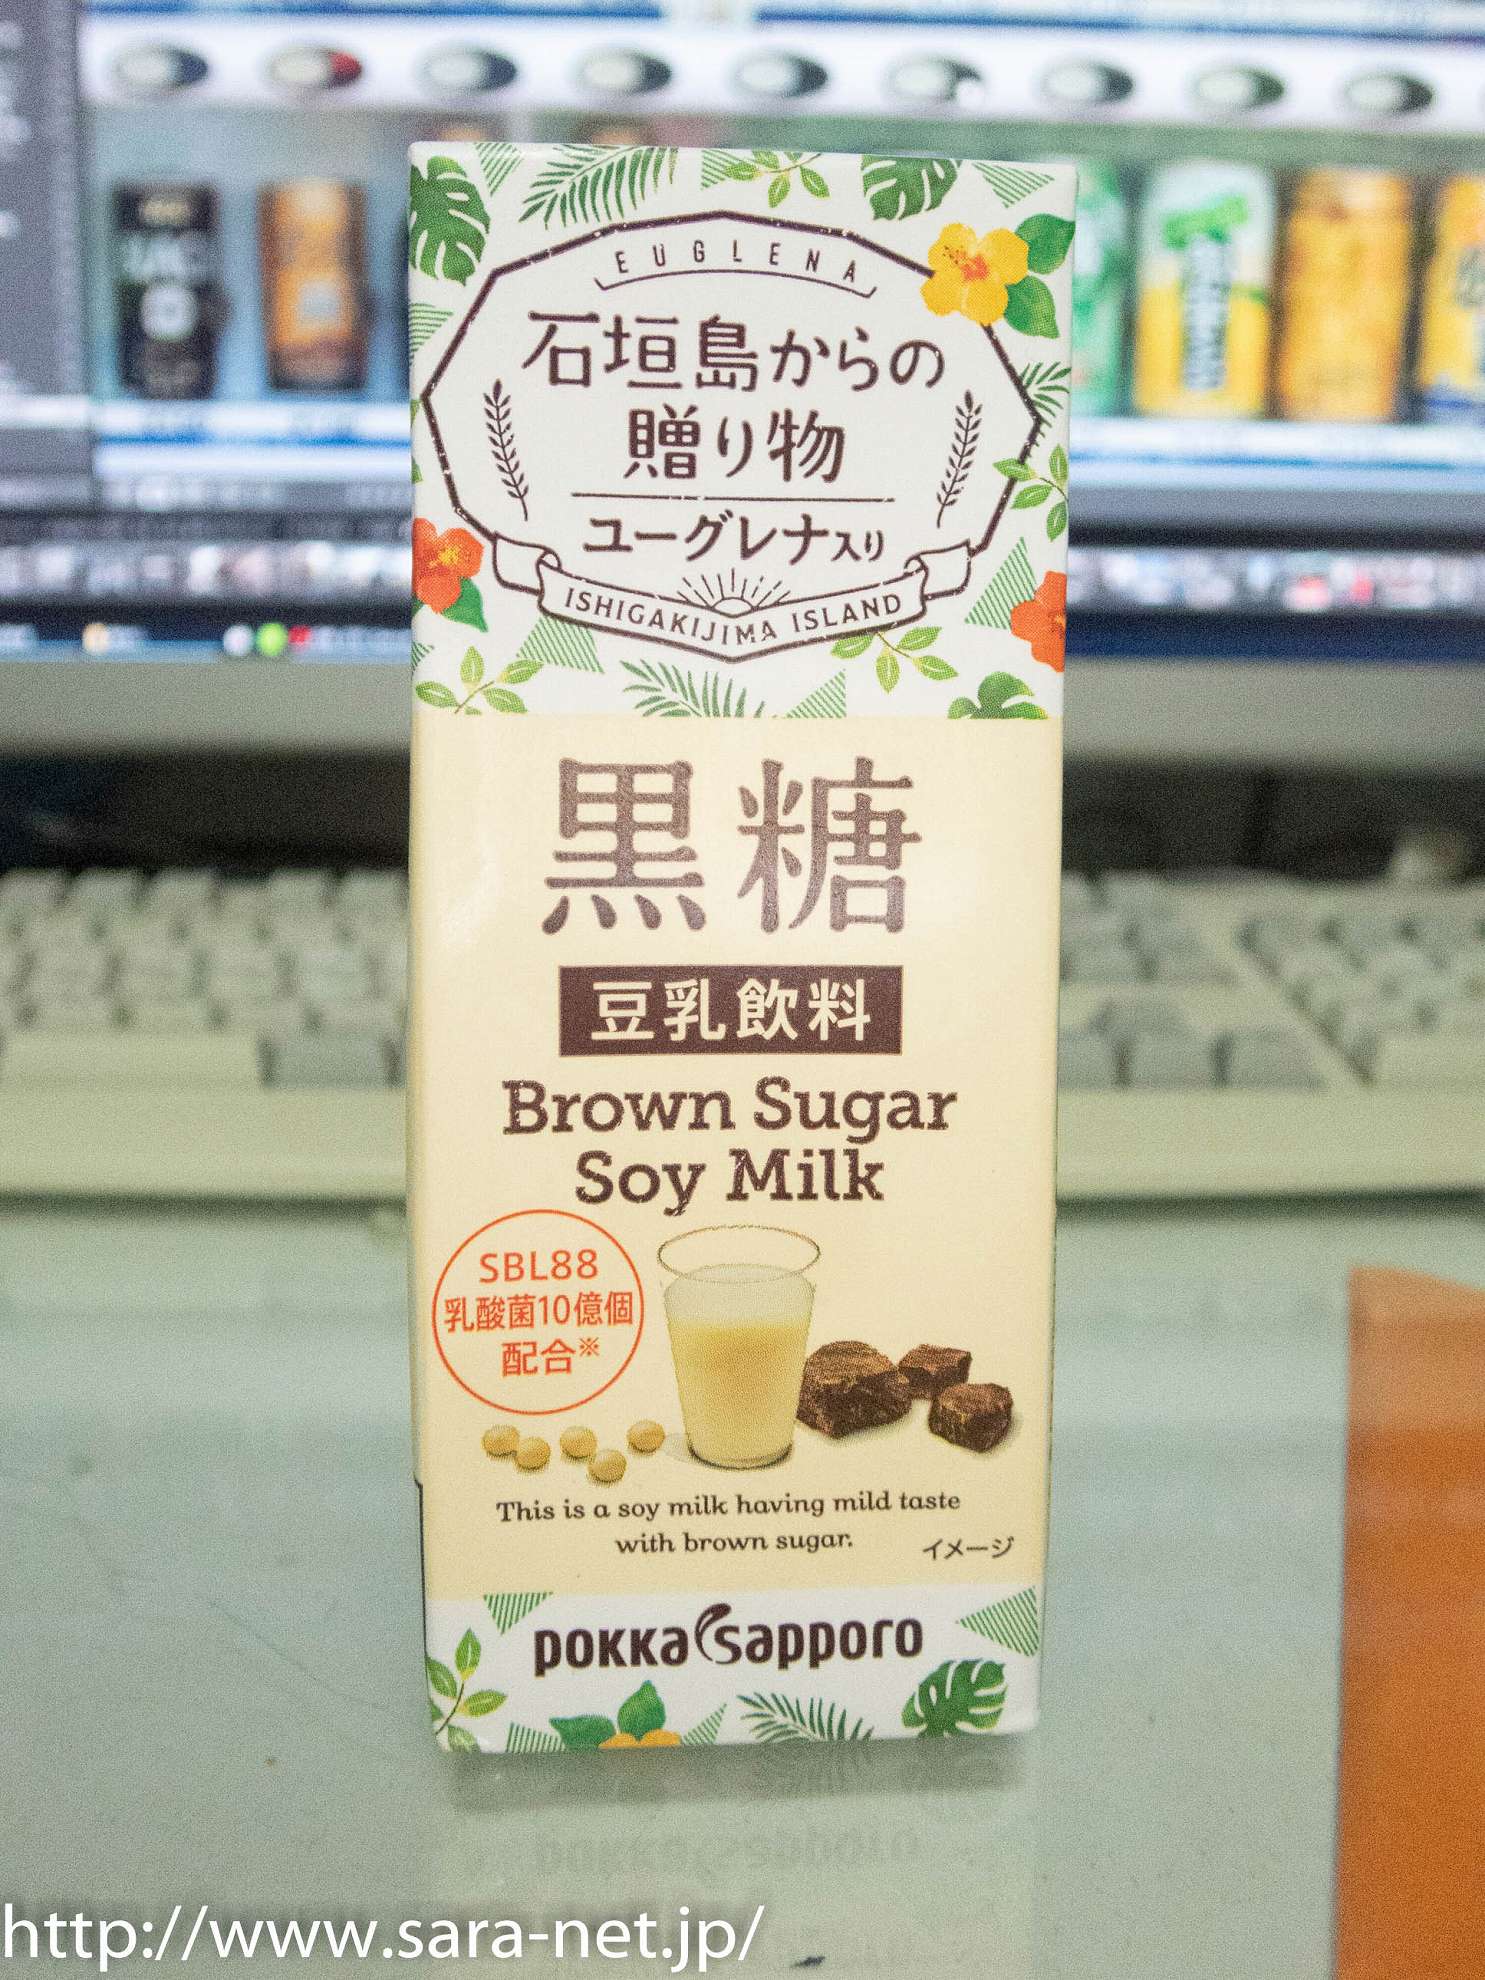 EUGLENA
石垣島からの
贈り物
ユーグレナ入り
ISHIGAKIJIMA ISLAND
黒糖
豆乳飲料
Brown Sugar
Soy Milk
SBL88
乳酸菌10億個
配合※
This is a soy milk having mild taste
with brown sugar.
イメージ
POKKA sapporo
http://www.sara-net.jp/